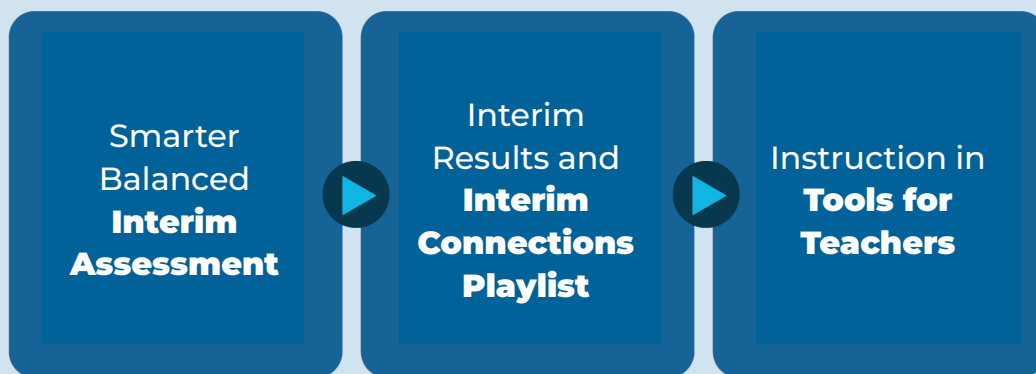 Smarter
Balanced
Interim
Assessment
Interim
Results and
Interim
Connections
Playlist
Instruction in
Tools for
Teachers